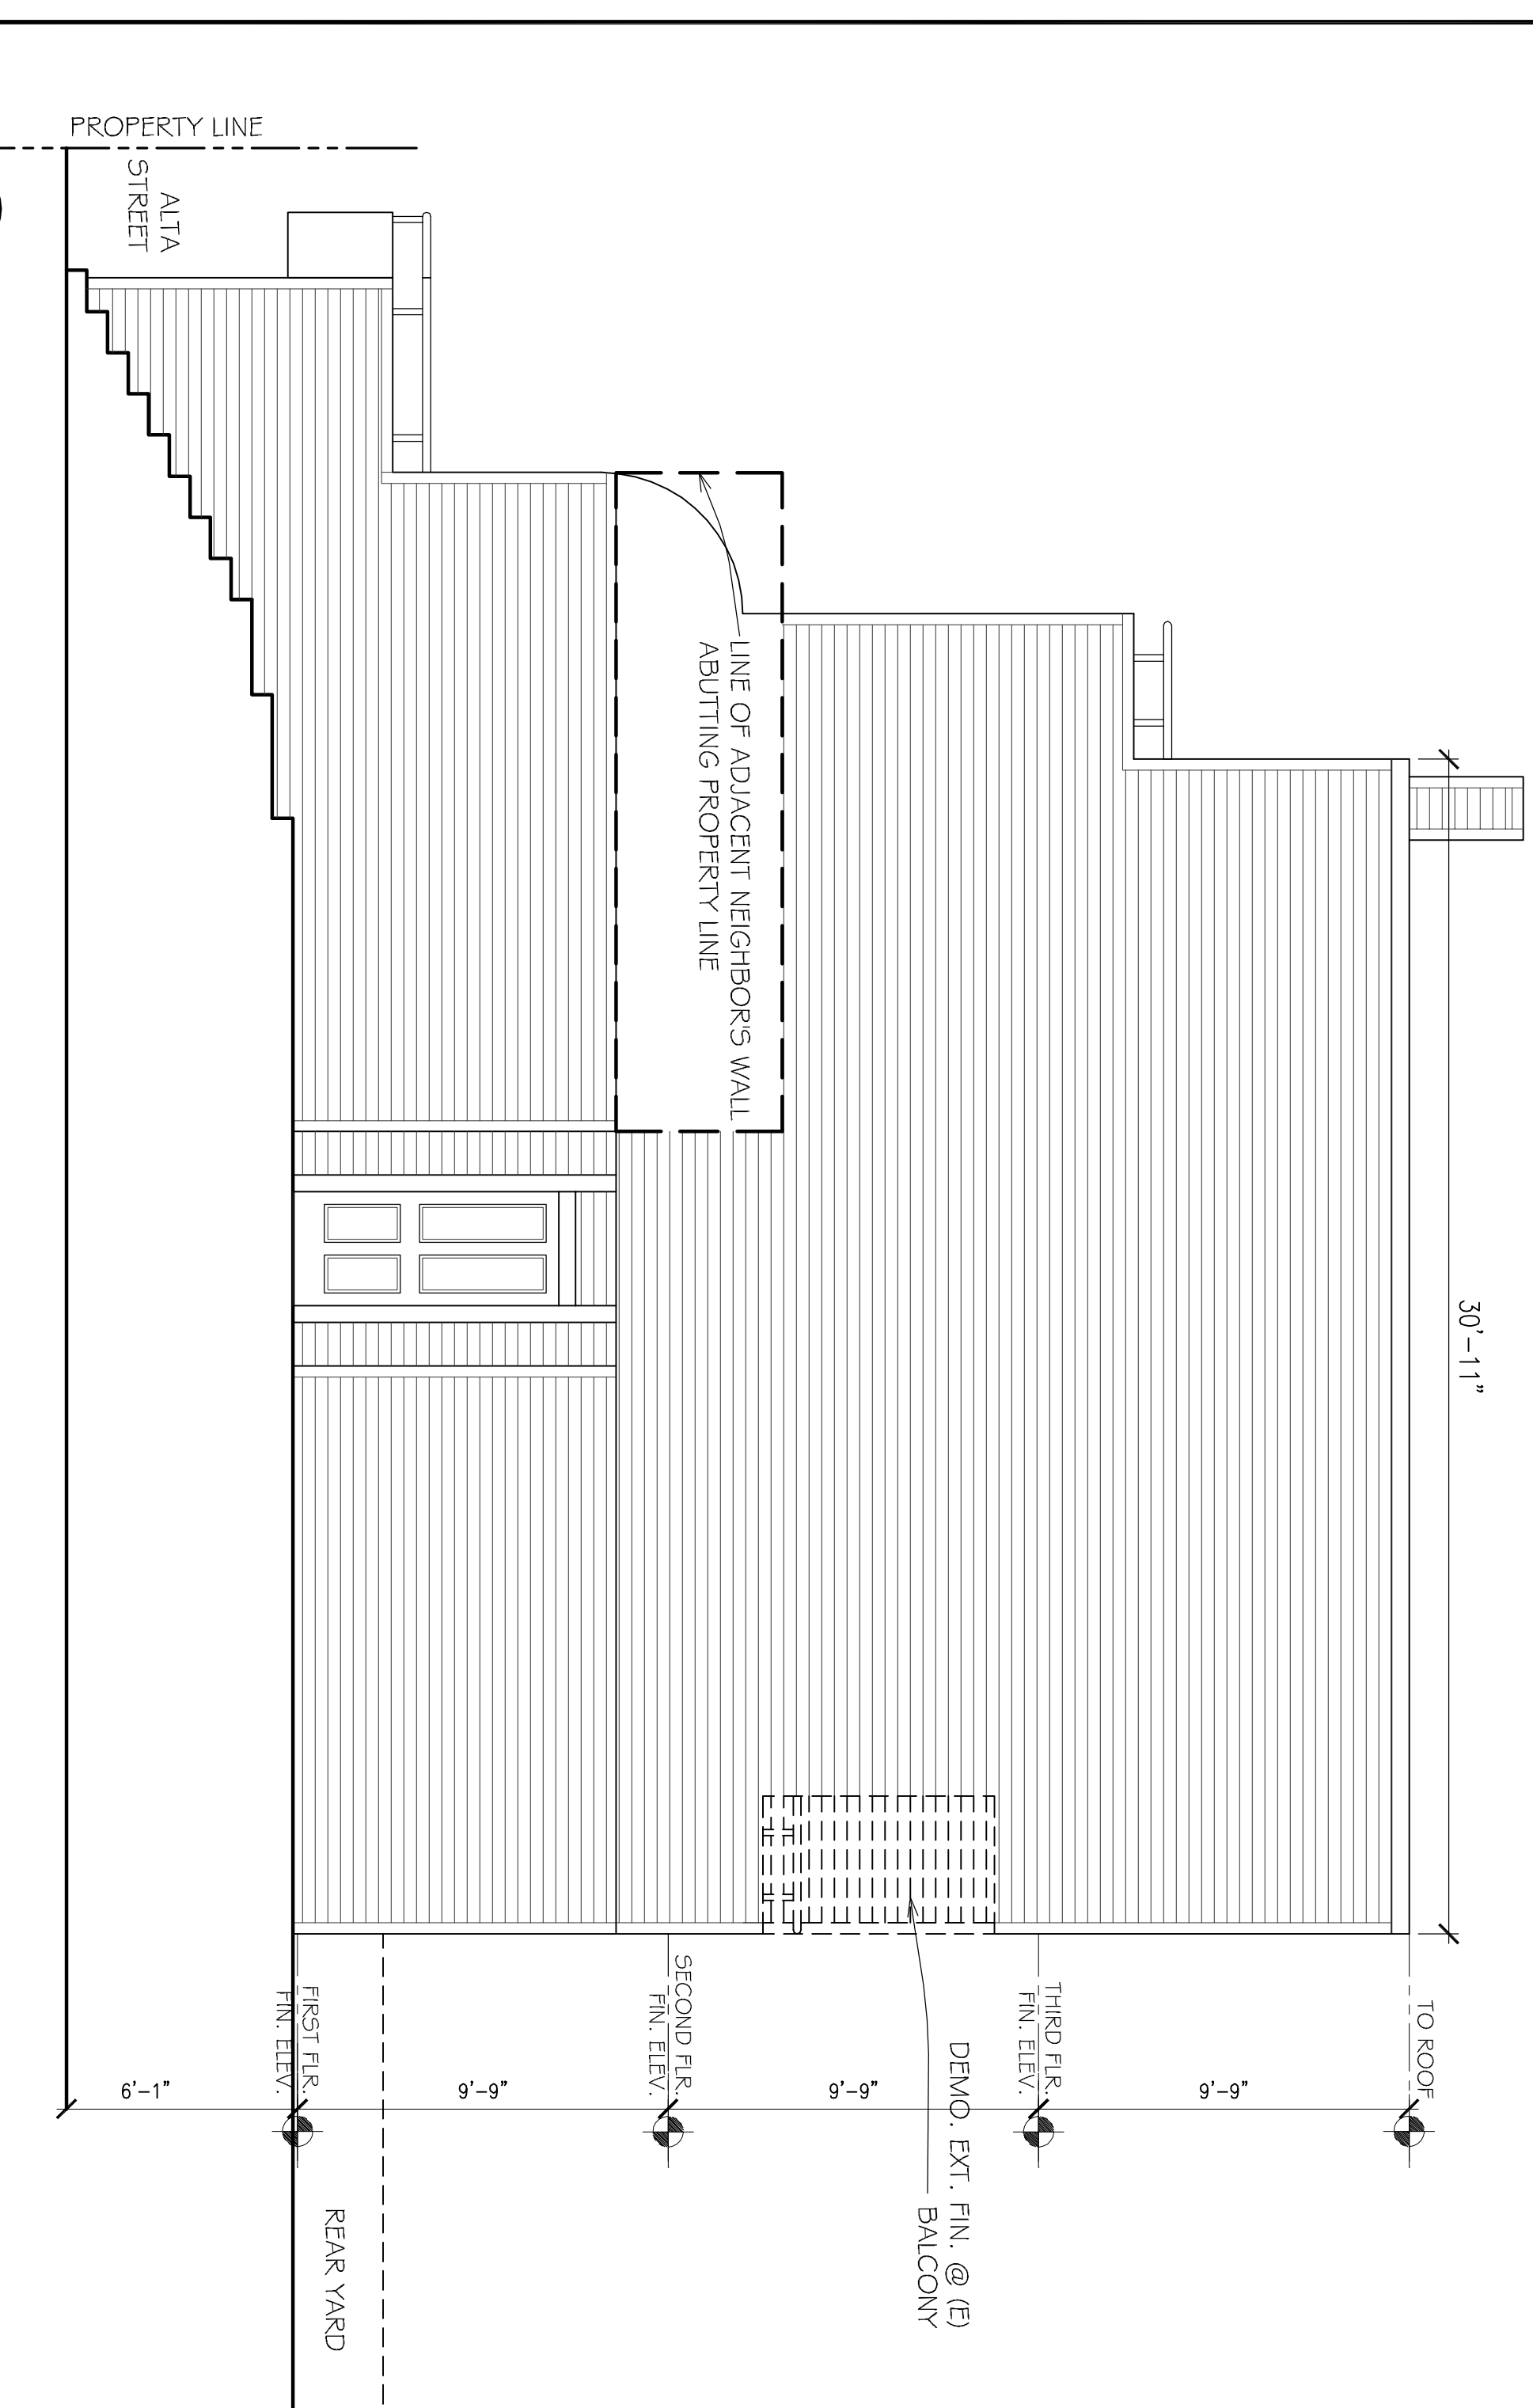 PROPERTY LINE
ALTA
STREET
LINE OF ADJACENT NEIGHBOR'S WALL
ABUTTING PROPERTY LINE
30'-11"
TO ROOF
THIRD FLR.
FIN. ELEV.
SECOND FLR.
FIN. ELEV.
FIRST FLR.
FIN. ELEV.
9'-9"
9'-9"
9'-9"
6'-1"
DEMO. EXT. FIN. @ (E)
BALCONY
REAR YARD